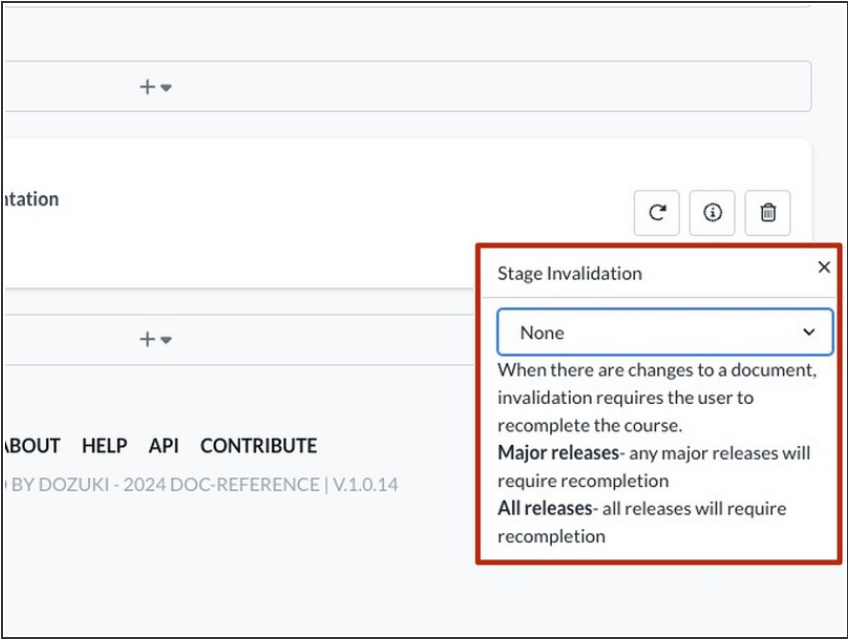 ntation
Stage Invalidation
None
When there are changes to a document,
invalidation requires the user to
recomplete the course.
Major releases- any major releases will
require recompletion
All releases- all releases will require
recompletion
ABOUT HELP API CONTRIBUTE
BY DOZUKI - 2024 DOC-REFERENCE | V.1.0.14